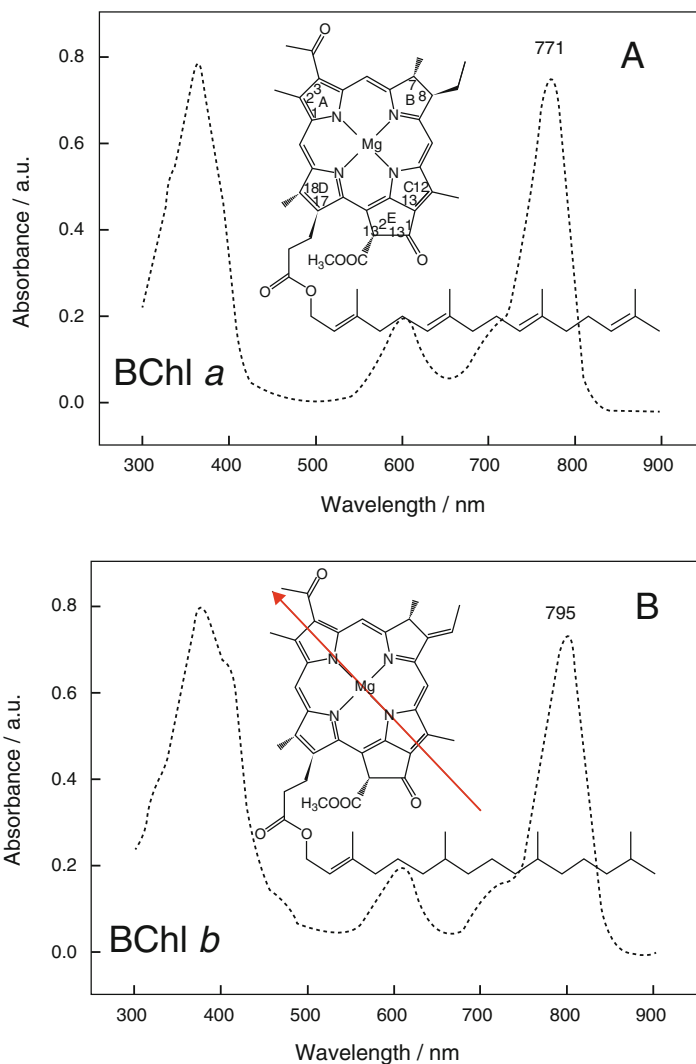 A
771
0.8
0.6
0.4
0.2
0.0
Absorbance / a.u.
O
3
2
A
1
N
7
B
8
N
Mg
N
N
18D
17
C12
13
2
E
13
13
1
H₃COOC
O
O
O
BChl a
300
400
500
600
700
800
900
Wavelength / nm
B
795
0.8
0.6
0.4
0.2
0.0
Absorbance / a.u.
O
N
N
Mg
N
N
H₃COOC
O
O
O
BChl b
300
400
500
600
700
800
900
Wavelength / nm